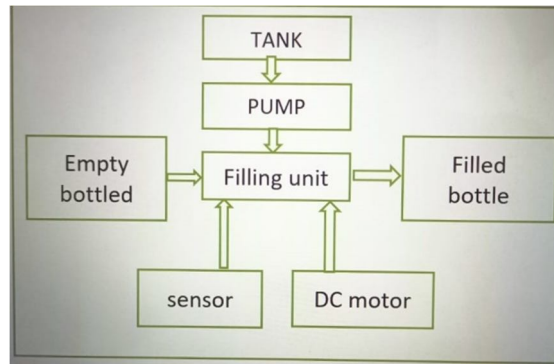 TANK
PUMP
Empty
bottled
Filling unit
Filled
bottle
sensor
DC motor